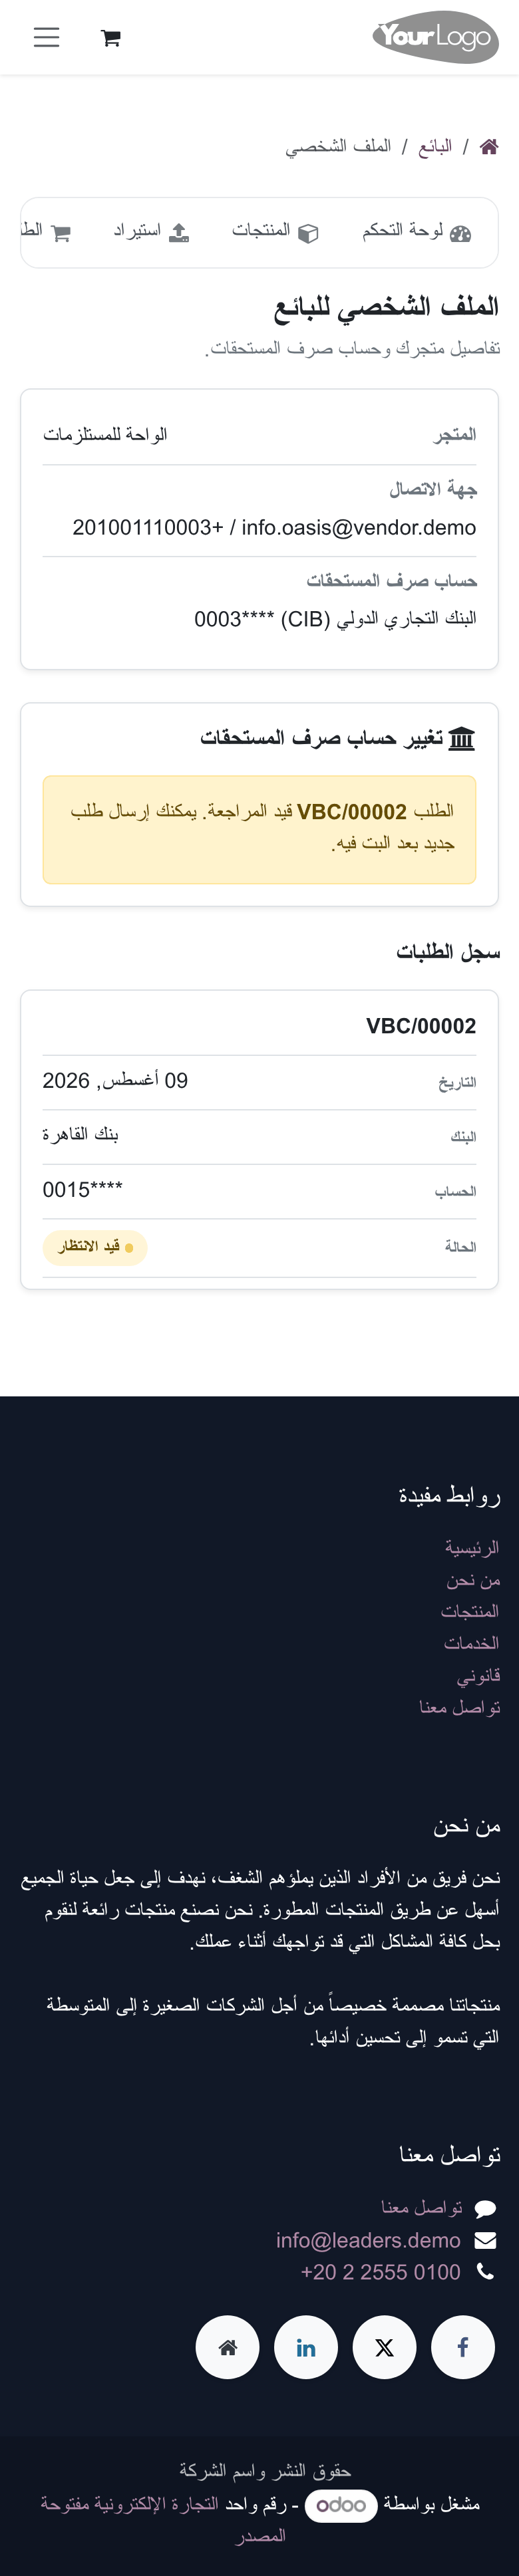 YourLogo
البائع / الملف الشخصي
لوحة التحكم المنتجات استيراد الطل
الملف الشخصي للبائع
تفاصيل متجرك وحساب صرف المستحقات.
المتجر الواحة للمستلزمات
جهة الاتصال
info.oasis@vendor.demo / +201001110003
حساب صرف المستحقات
البنك التجاري الدولي (CIB) ****0003
تغيير حساب صرف المستحقات
الطلب VBC/00002 قيد المراجعة. يمكنك إرسال طلب
جديد بعد البت فيه.
سجل الطلبات
VBC/00002
التاريخ 09 أغسطس, 2026
البنك بنك القاهرة
الحساب ****0015
الحالة قيد الانتظار
روابط مفيدة
الرئيسية
من نحن
المنتجات
الخدمات
قانوني
تواصل معنا
من نحن
نحن فريق من الأفراد الذين يملؤهم الشغف، نهدف إلى جعل حياة الجميع
أسهل عن طريق المنتجات المطورة. نحن نصنع منتجات رائعة لنقوم
بحل كافة المشاكل التي قد تواجهك أثناء عملك.
منتجاتنا مصممة خصيصاً من أجل الشركات الصغيرة إلى المتوسطة
التي تسمو إلى تحسين أدائها.
تواصل معنا
تواصل معنا
info@leaders.demo
+20 2 2555 0100
حقوق النشر واسم الشركة
مشغل بواسطة odoo - رقم واحد التجارة الإلكترونية مفتوحة
المصدر